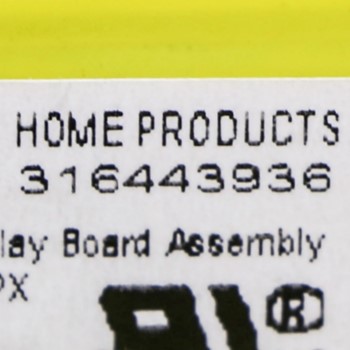 HOME PRODUCTS
316443936
lay Board Assembly
PX
®